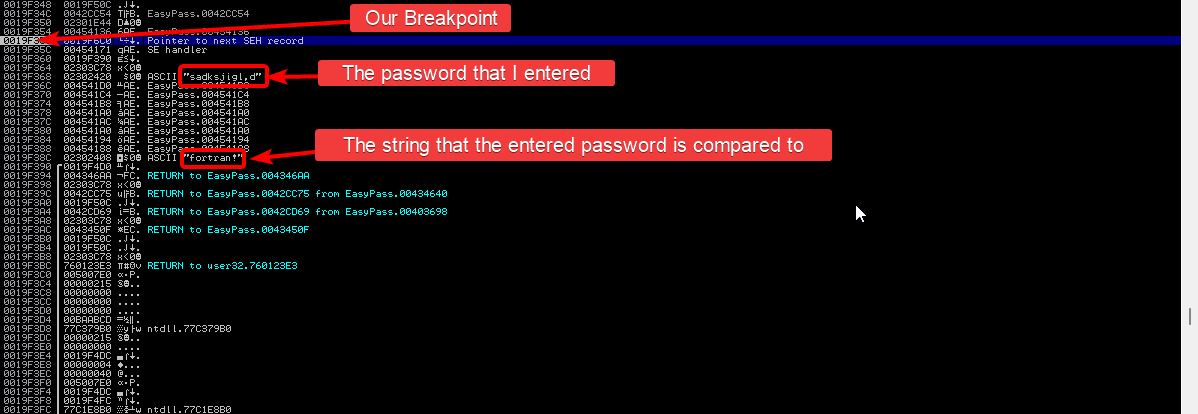 0019F348 0019F50C .J↓.
0019F34C 0042CC54 T╠B. EasyPass.0042CC54
0019F350 02301E44
Our Breakpoint
0019F354 00454136 6AE. EasyPass.00454136
0019F6C0 Pointer to next SEH record
0019F35C 00454171 qAE. SE handler
0019F360 0019F390
0019F364 02303C78 x<0
0019F368 02302420 $0 ASCII "sadksjigl,d"
The password that I entered
0019F36C 004541D0 ╨AE. EasyPass.004541D0
0019F370 004541C4 ─AE. EasyPass.004541C4
0019F374 004541B8 ╕AE. EasyPass.004541B8
0019F378 004541A0 áAE. EasyPass.004541A0
0019F37C 004541AC ¼AE. EasyPass.004541AC
0019F380 004541A0 áAE. EasyPass.004541A0
0019F384 00454194 öAE. EasyPass.00454194
0019F388 00454188 êAE. EasyPass.00454188
0019F38C 02302408 $0 ASCII "fortran!"
The string that the entered password is compared to
0019F390 0019F4D0
0019F394 004346AA ¬FC. RETURN to EasyPass.004346AA
0019F398 02303C78 x<0
0019F39C 0042CC75 u╠B. RETURN to EasyPass.0042CC75 from EasyPass.00434640
0019F3A0 0019F50C .J↓.
0019F3A4 0042CD69 i═B. RETURN to EasyPass.0042CD69 from EasyPass.00403698
0019F3A8 02303C78 x<0
0019F3AC 0043450F *EC. RETURN to EasyPass.0043450F
0019F3B0 0019F50C .J↓.
0019F3B4 0019F50C .J↓.
0019F3B8 02303C78 x<0
0019F3BC 760123E3 RETURN to user32.760123E3
0019F3C0 005007E0 α•P.
0019F3C4 00000215
0019F3C8 00000000 ....
0019F3CC 00000000 ....
0019F3D0 00000000 ....
0019F3D4 00BAABCD ═½║.
0019F3D8 77C379B0 ░y├w ntdll.77C379B0
0019F3DC 00000215
0019F3E0 00000000 ....
0019F3E4 0019F4DC
0019F3E8 00000004 ♦...
0019F3EC 00000040 @...
0019F3F0 005007E0 α•P.
0019F3F4 0019F4DC
0019F3F8 0019F4FC
0019F3FC 77C1E8B0 ntdll.77C1E8B0